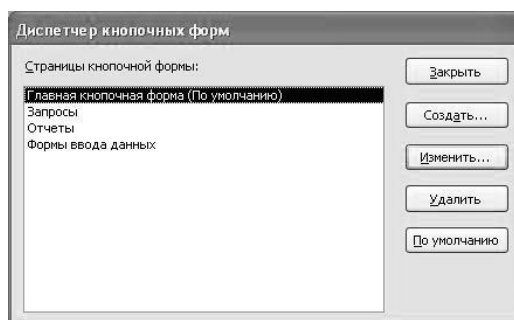 Диспетчер кнопочных форм
Страницы кнопочной формы:
Главная кнопочная форма (По умолчанию)
Запросы
Отчеты
Формы ввода данных
Закрыть
Создать...
Изменить...
Удалить
По умолчанию